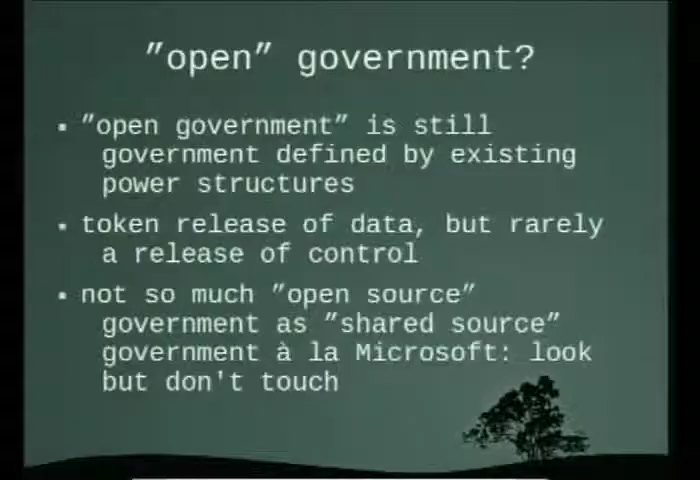 ”open” government?
▪ ”open government” is still
government defined by existing
power structures
▪ token release of data, but rarely
a release of control
▪ not so much ”open source”
government as ”shared source”
government à la Microsoft: look
but don't touch